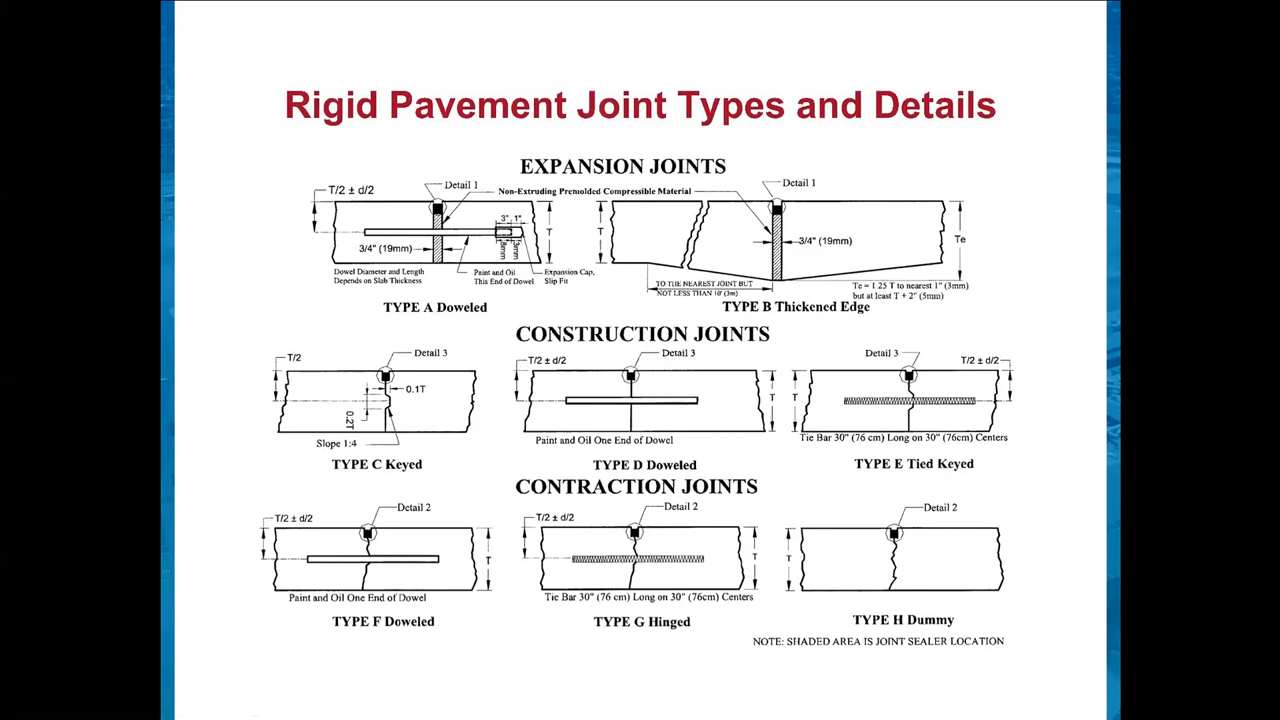 Rigid Pavement Joint Types and Details
EXPANSION JOINTS
T/2 ± d/2
Detail 1
Non-Extruding Premolded Compressible Material
Detail 1
3", 1"
T
T
Te
3/4" (19mm)
3/4" (19mm)
Dowel Diameter and Length
Depends on Slab Thickness
Paint and Oil
This End of Dowel
Expansion Cap,
Slip Fit
TO THE NEAREST JOINT BUT
NOT LESS THAN 10' (3m)
Te = 1.25 T to nearest 1" (3mm)
but at least T + 2" (5mm)
TYPE A Doweled
TYPE B Thickened Edge
CONSTRUCTION JOINTS
T/2
Detail 3
T/2 ± d/2
Detail 3
Detail 3
T/2 ± d/2
0.1T
0.2T
T
T
Slope 1:4
Paint and Oil One End of Dowel
Tie Bar 30" (76 cm) Long on 30" (76cm) Centers
TYPE C Keyed
TYPE D Doweled
TYPE E Tied Keyed
CONTRACTION JOINTS
T/2 ± d/2
Detail 2
T/2 ± d/2
Detail 2
Detail 2
T
T
T
Paint and Oil One End of Dowel
Tie Bar 30" (76 cm) Long on 30" (76cm) Centers
TYPE F Doweled
TYPE G Hinged
TYPE H Dummy
NOTE: SHADED AREA IS JOINT SEALER LOCATION